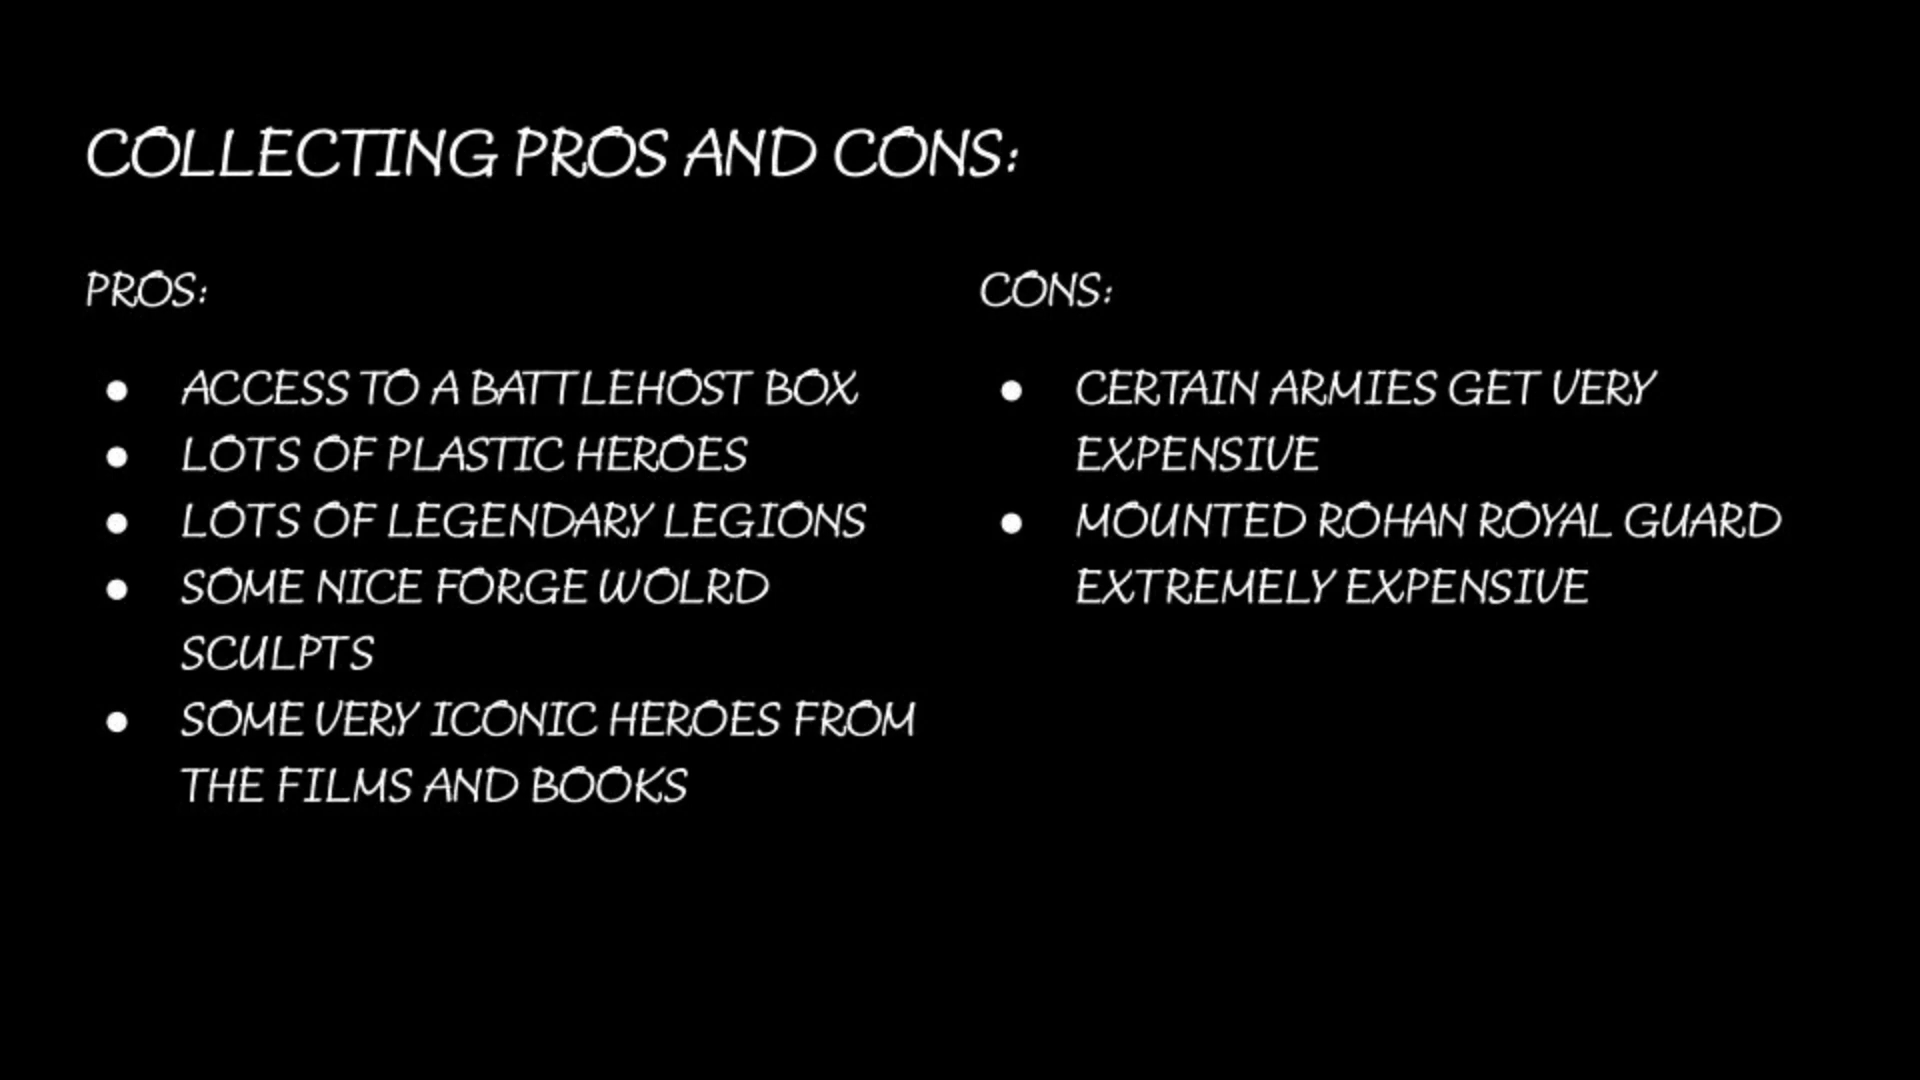 COLLECTING PROS AND CONS:
PROS:
● ACCESS TO A BATTLEHOST BOX
● LOTS OF PLASTIC HEROES
● LOTS OF LEGENDARY LEGIONS
● SOME NICE FORGE WOLRD
SCULPTS
● SOME VERY ICONIC HEROES FROM
THE FILMS AND BOOKS
CONS:
● CERTAIN ARMIES GET VERY
EXPENSIVE
● MOUNTED ROHAN ROYAL GUARD
EXTREMELY EXPENSIVE